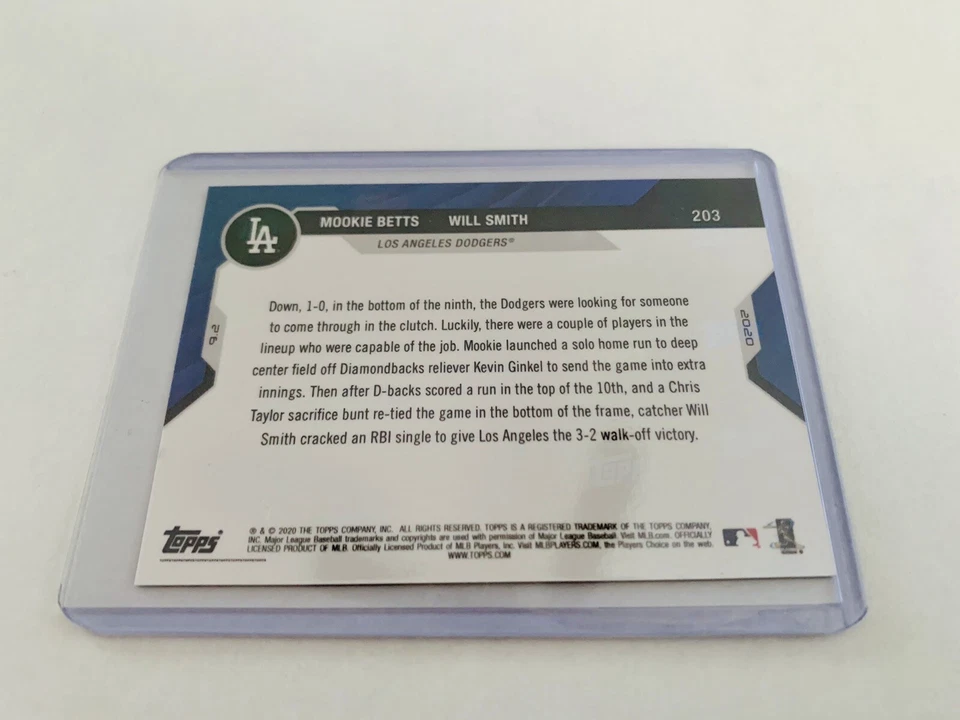 LA
MOOKIE BETTS WILL SMITH
203
LOS ANGELES DODGERS®
9.2
2020
Down, 1-0, in the bottom of the ninth, the Dodgers were looking for someone
to come through in the clutch. Luckily, there were a couple of players in the
lineup who were capable of the job. Mookie launched a solo home run to deep
center field off Diamondbacks reliever Kevin Ginkel to send the game into extra
innings. Then after D-backs scored a run in the top of the 10th, and a Chris
Taylor sacrifice bunt re-tied the game in the bottom of the frame, catcher Will
Smith cracked an RBI single to give Los Angeles the 3-2 walk-off victory.
Topps
® & © 2020 THE TOPPS COMPANY, INC. ALL RIGHTS RESERVED. TOPPS IS A REGISTERED TRADEMARK OF THE TOPPS COMPANY,
INC. Major League Baseball trademarks and copyrights are used with permission of Major League Baseball. Visit MLB.com. OFFICIALLY
LICENSED PRODUCT OF MLB. Officially Licensed Product of MLB Players, Inc. Visit MLBPLAYERS.COM, the Players Choice on the web.
WWW.TOPPS.COM